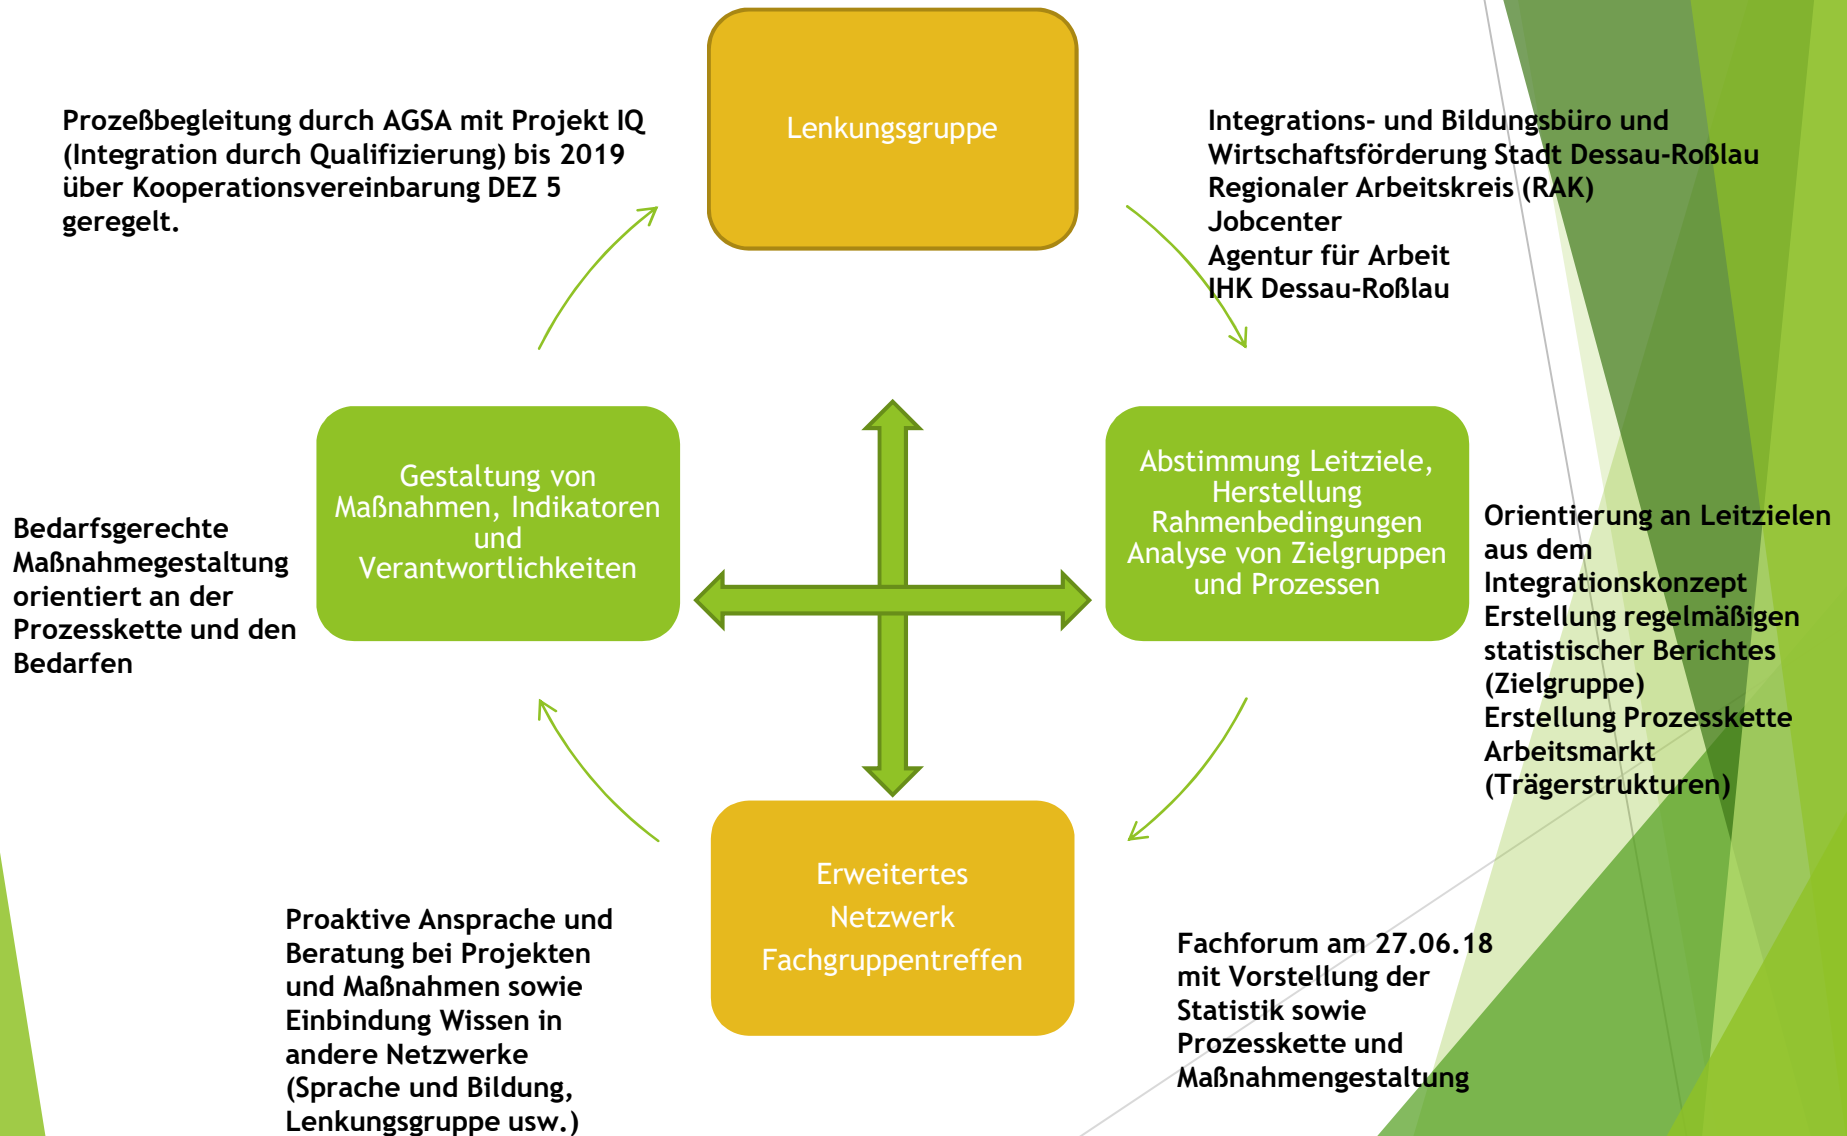 Lenkungsgruppe
Prozeßbegleitung durch AGSA mit Projekt IQ
(Integration durch Qualifizierung) bis 2019
über Kooperationsvereinbarung DEZ 5
geregelt.
Integrations- und Bildungsbüro und
Wirtschaftsförderung Stadt Dessau-Roßlau
Regionaler Arbeitskreis (RAK)
Jobcenter
Agentur für Arbeit
IHK Dessau-Roßlau
Gestaltung von
Maßnahmen, Indikatoren
und
Verantwortlichkeiten
Abstimmung Leitziele,
Herstellung
Rahmenbedingungen
Analyse von Zielgruppen
und Prozessen
Bedarfsgerechte
Maßnahmegestaltung
orientiert an der
Prozesskette und den
Bedarfen
Orientierung an Leitzielen
aus dem
Integrationskonzept
Erstellung regelmäßigen
statistischer Berichtes
(Zielgruppe)
Erstellung Prozesskette
Arbeitsmarkt
(Trägerstrukturen)
Erweitertes
Netzwerk
Fachgruppentreffen
Proaktive Ansprache und
Beratung bei Projekten
und Maßnahmen sowie
Einbindung Wissen in
andere Netzwerke
(Sprache und Bildung,
Lenkungsgruppe usw.)
Fachforum am 27.06.18
mit Vorstellung der
Statistik sowie
Prozesskette und
Maßnahmengestaltung